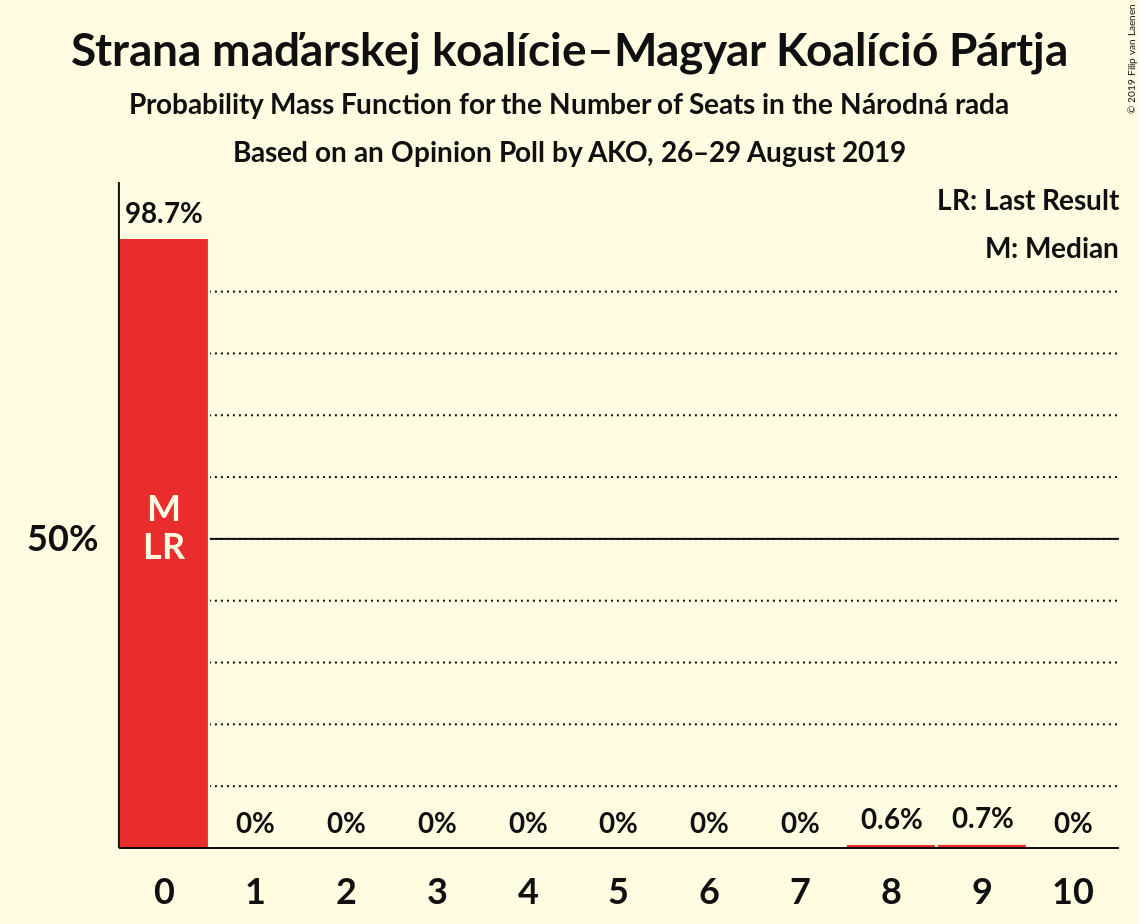 Strana maďarskej koalície–Magyar Koalíció Pártja
Probability Mass Function for the Number of Seats in the Národná rada
Based on an Opinion Poll by AKO, 26–29 August 2019
© 2019 Filip van Laenen
LR: Last Result
M: Median
98.7%
M
LR
50%
0% 0% 0% 0% 0% 0% 0% 0.6% 0.7% 0%
0 1 2 3 4 5 6 7 8 9 10